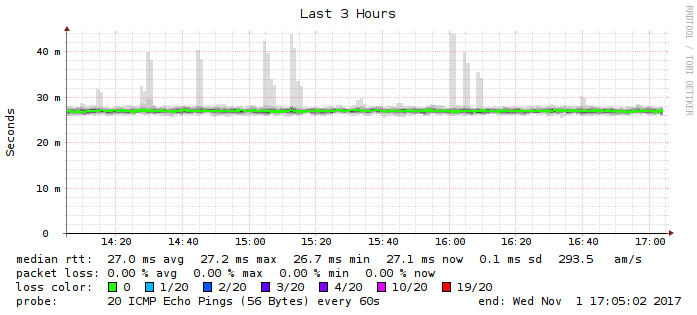 Last 3 Hours
RRDTOOL / TOBI OETIKER
Seconds
40 m
30 m
20 m
10 m
0
14:20 14:40 15:00 15:20 15:40 16:00 16:20 16:40 17:00
median rtt: 27.0 ms avg 27.2 ms max 26.7 ms min 27.1 ms now 0.1 ms sd 293.5 am/s
packet loss: 0.00 % avg 0.00 % max 0.00 % min 0.00 % now
loss color: 0 1/20 2/20 3/20 4/20 10/20 19/20
probe: 20 ICMP Echo Pings (56 Bytes) every 60s end: Wed Nov 1 17:05:02 2017